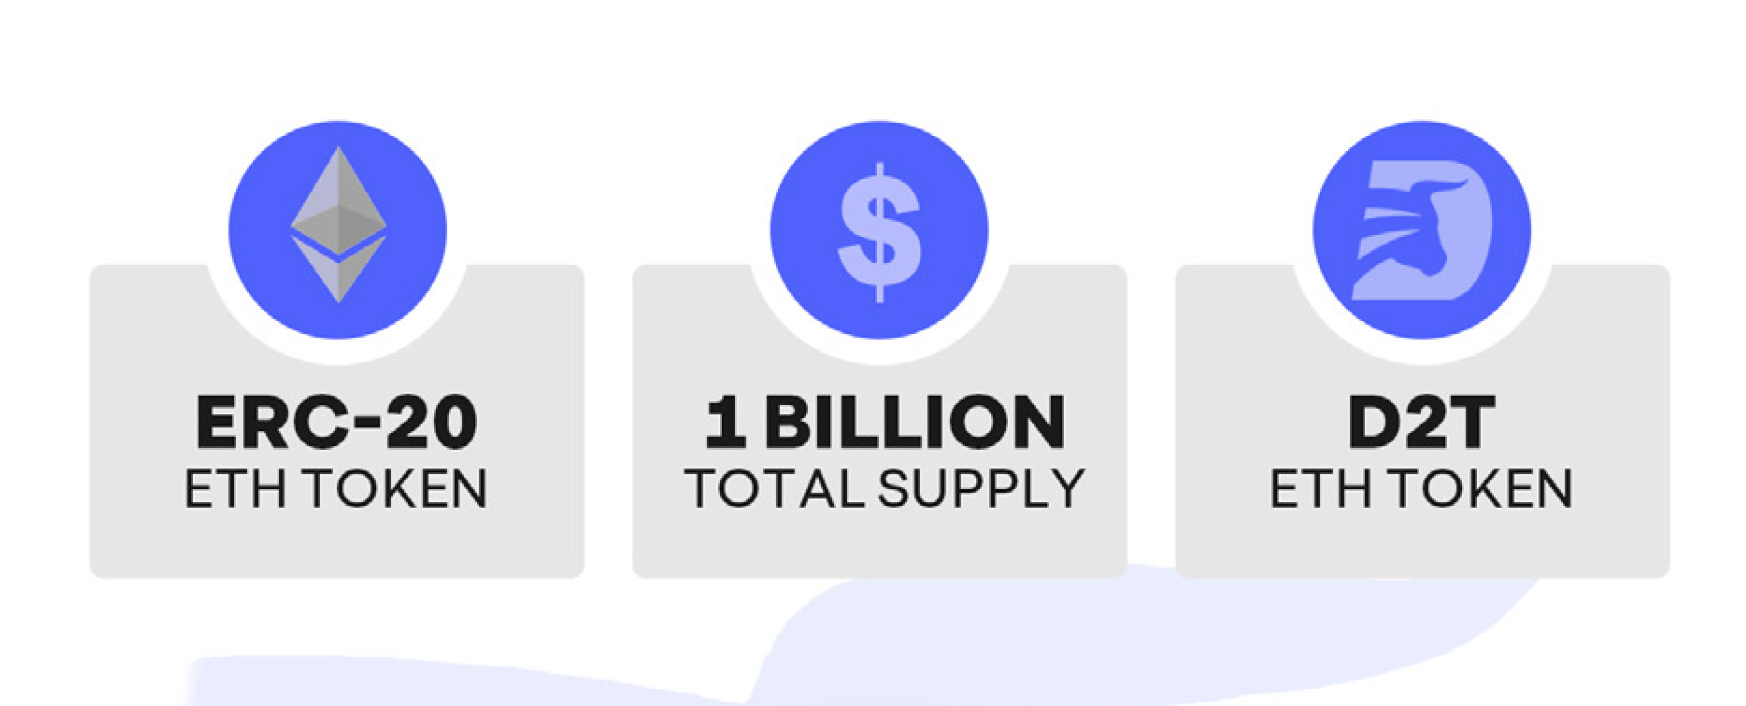 ERC-20
ETH TOKEN
1 BILLION
TOTAL SUPPLY
D2T
ETH TOKEN